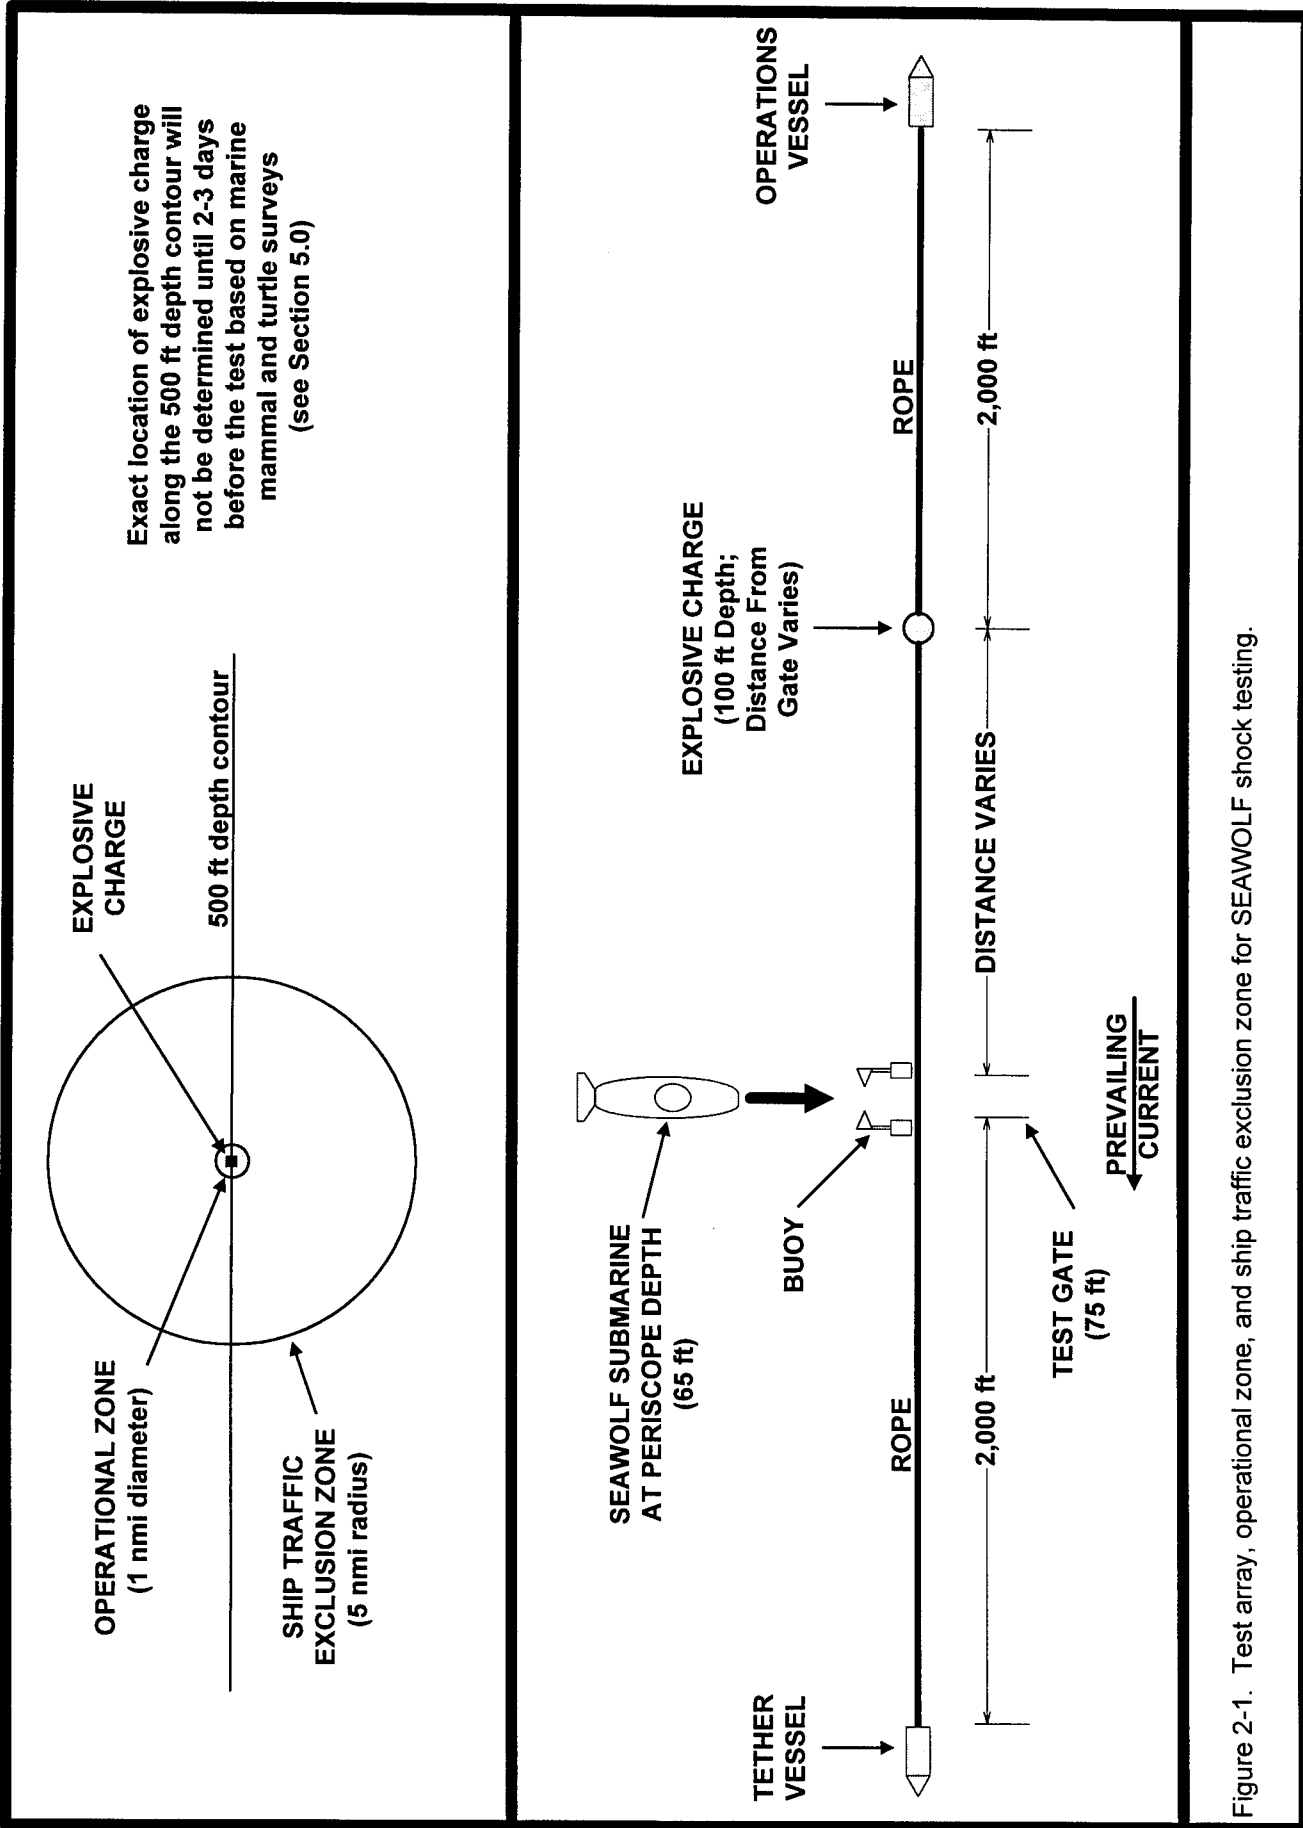 OPERATIONAL ZONE
(1 nmi diameter)
SHIP TRAFFIC
EXCLUSION ZONE
(5 nmi radius)
EXPLOSIVE
CHARGE
500 ft depth contour
Exact location of explosive charge
along the 500 ft depth contour will
not be determined until 2-3 days
before the test based on marine
mammal and turtle surveys
(see Section 5.0)
SEAWOLF SUBMARINE
AT PERISCOPE DEPTH
(65 ft)
EXPLOSIVE CHARGE
(100 ft Depth;
Distance From
Gate Varies)
TETHER
VESSEL
BUOY
OPERATIONS
VESSEL
ROPE
ROPE
2,000 ft
DISTANCE VARIES
2,000 ft
TEST GATE
(75 ft)
PREVAILING
CURRENT
Figure 2-1. Test array, operational zone, and ship traffic exclusion zone for SEAWOLF shock testing.